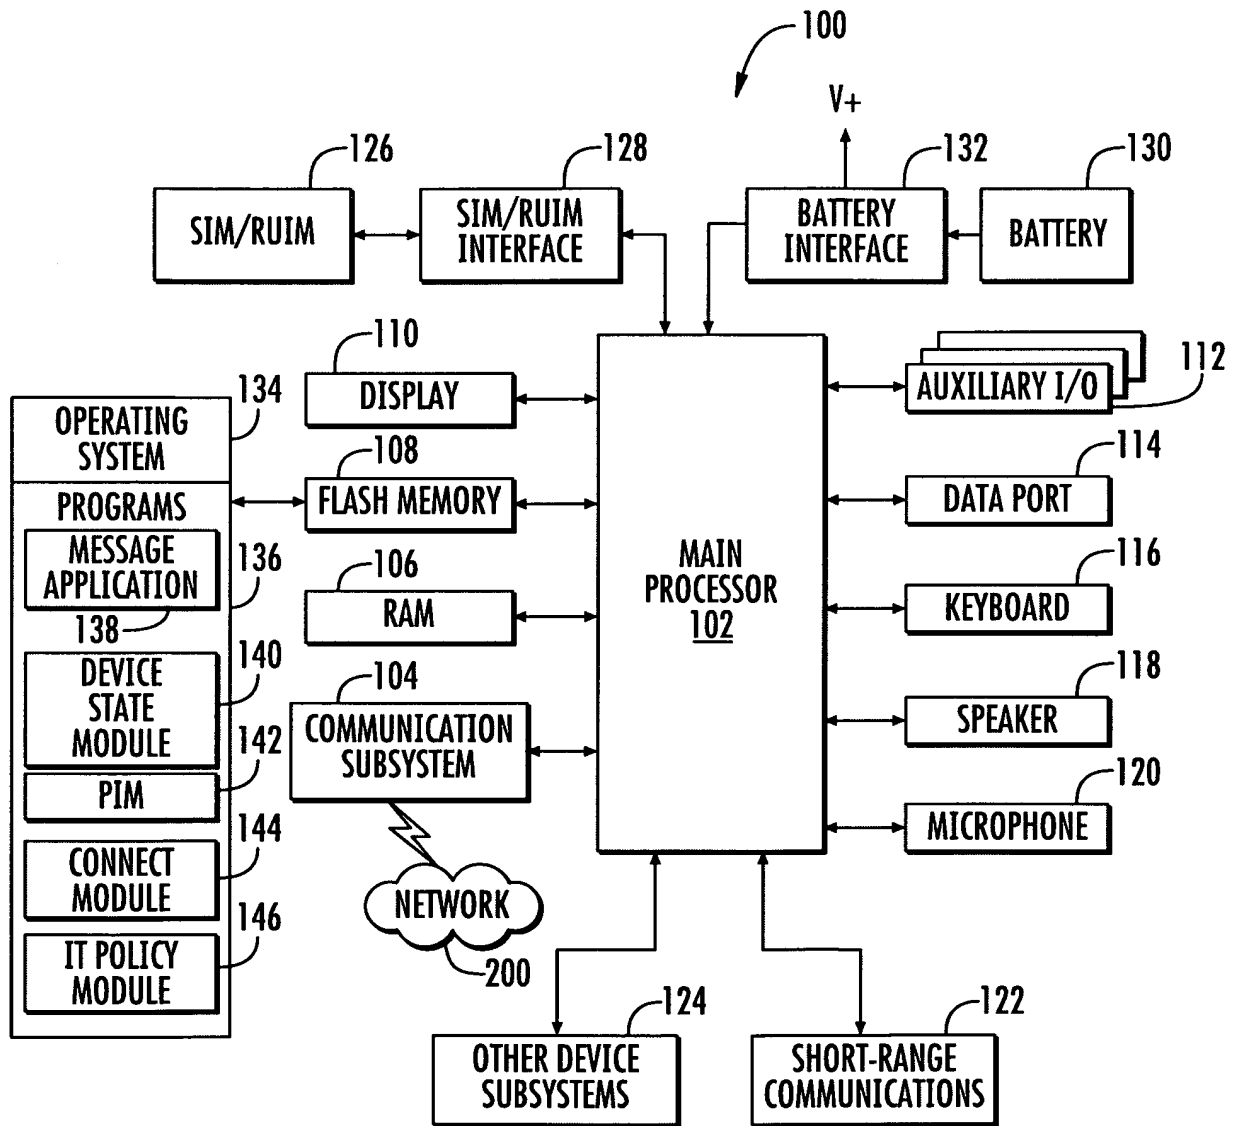 100
V+
126
128
132
130
SIM/RUIM
SIM/RUIM
INTERFACE
BATTERY
INTERFACE
BATTERY
110
DISPLAY
AUXILIARY I/O
112
134
OPERATING
SYSTEM
108
FLASH MEMORY
114
DATA PORT
PROGRAMS
MESSAGE
APPLICATION
136
138
106
RAM
MAIN
PROCESSOR
102
116
KEYBOARD
140
DEVICE
STATE
MODULE
104
COMMUNICATION
SUBSYSTEM
118
SPEAKER
142
PIM
120
MICROPHONE
144
CONNECT
MODULE
NETWORK
200
146
IT POLICY
MODULE
124
OTHER DEVICE
SUBSYSTEMS
122
SHORT-RANGE
COMMUNICATIONS